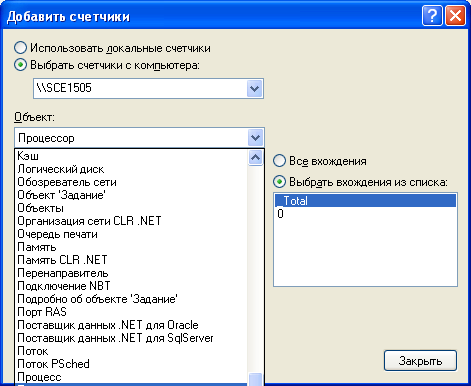 Добавить счетчики
Использовать локальные счетчики
Выбрать счетчики с компьютера:
\\SCE1505
Объект:
Процессор
Кэш
Логический диск
Обозреватель сети
Объект 'Задание'
Объекты
Организация сети CLR .NET
Очередь печати
Память
Память CLR .NET
Перенаправитель
Подключение NBT
Подробно об объекте 'Задание'
Порт RAS
Поставщик данных .NET для Oracle
Поставщик данных .NET для SqlServer
Поток
Поток PSched
Процесс
Все вхождения
Выбрать вхождения из списка:
_Total
0
Закрыть